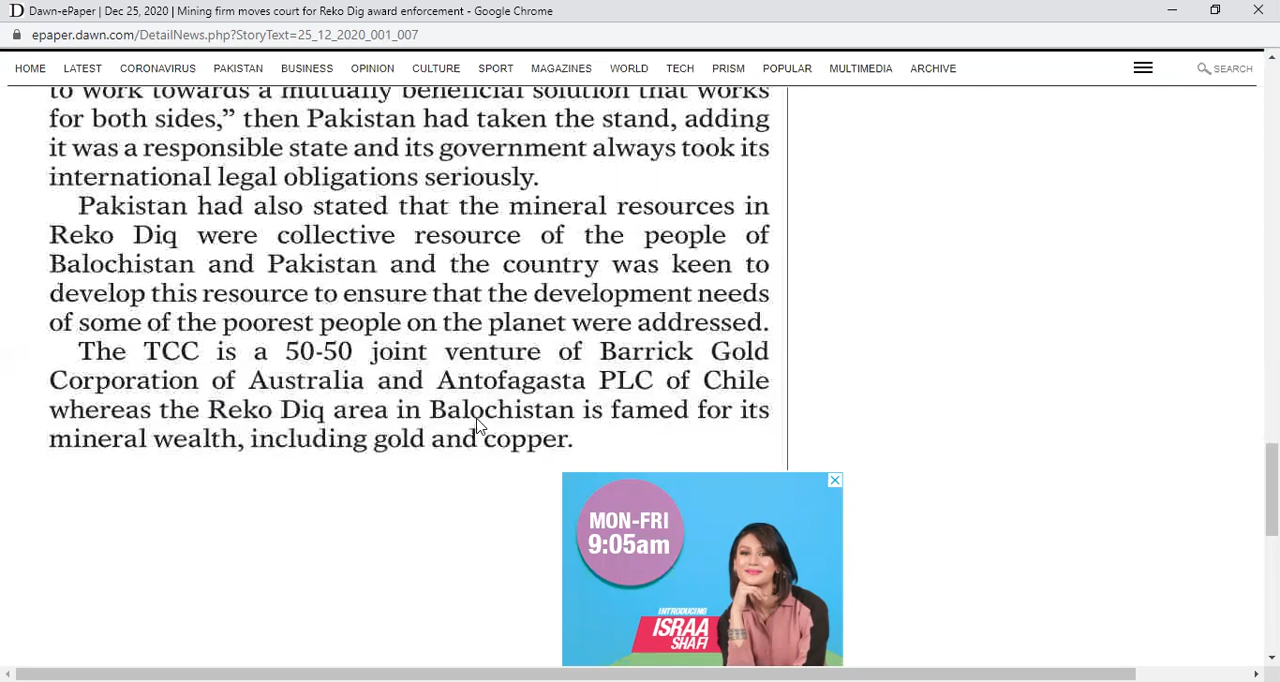 Dawn-ePaper | Dec 25, 2020 | Mining firm moves court for Reko Dig award enforcement - Google Chrome
epaper.dawn.com/DetailNews.php?StoryText=25_12_2020_001_007
HOME LATEST CORONAVIRUS PAKISTAN BUSINESS OPINION CULTURE SPORT MAGAZINES WORLD TECH PRISM POPULAR MULTIMEDIA ARCHIVE SEARCH
to work towards a mutually beneficial solution that works
for both sides,” then Pakistan had taken the stand, adding
it was a responsible state and its government always took its
international legal obligations seriously.
Pakistan had also stated that the mineral resources in
Reko Diq were collective resource of the people of
Balochistan and Pakistan and the country was keen to
develop this resource to ensure that the development needs
of some of the poorest people on the planet were addressed.
The TCC is a 50-50 joint venture of Barrick Gold
Corporation of Australia and Antofagasta PLC of Chile
whereas the Reko Diq area in Balochistan is famed for its
mineral wealth, including gold and copper.
MON-FRI
9:05am
INTRODUCING
ISRAA
SHAFI